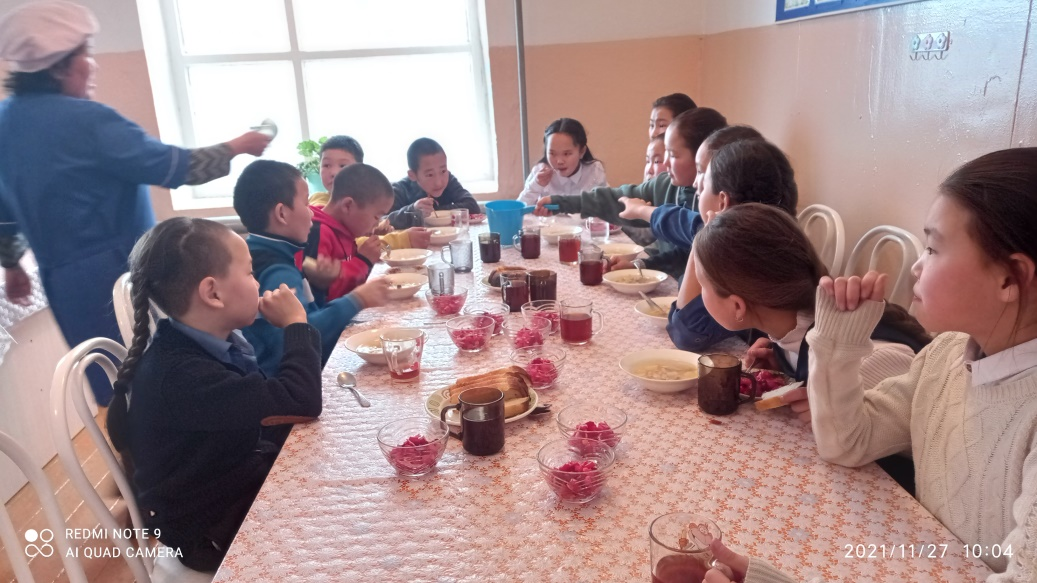 REDMI NOTE 9
AI QUAD CAMERA
2021/11/27 10:04